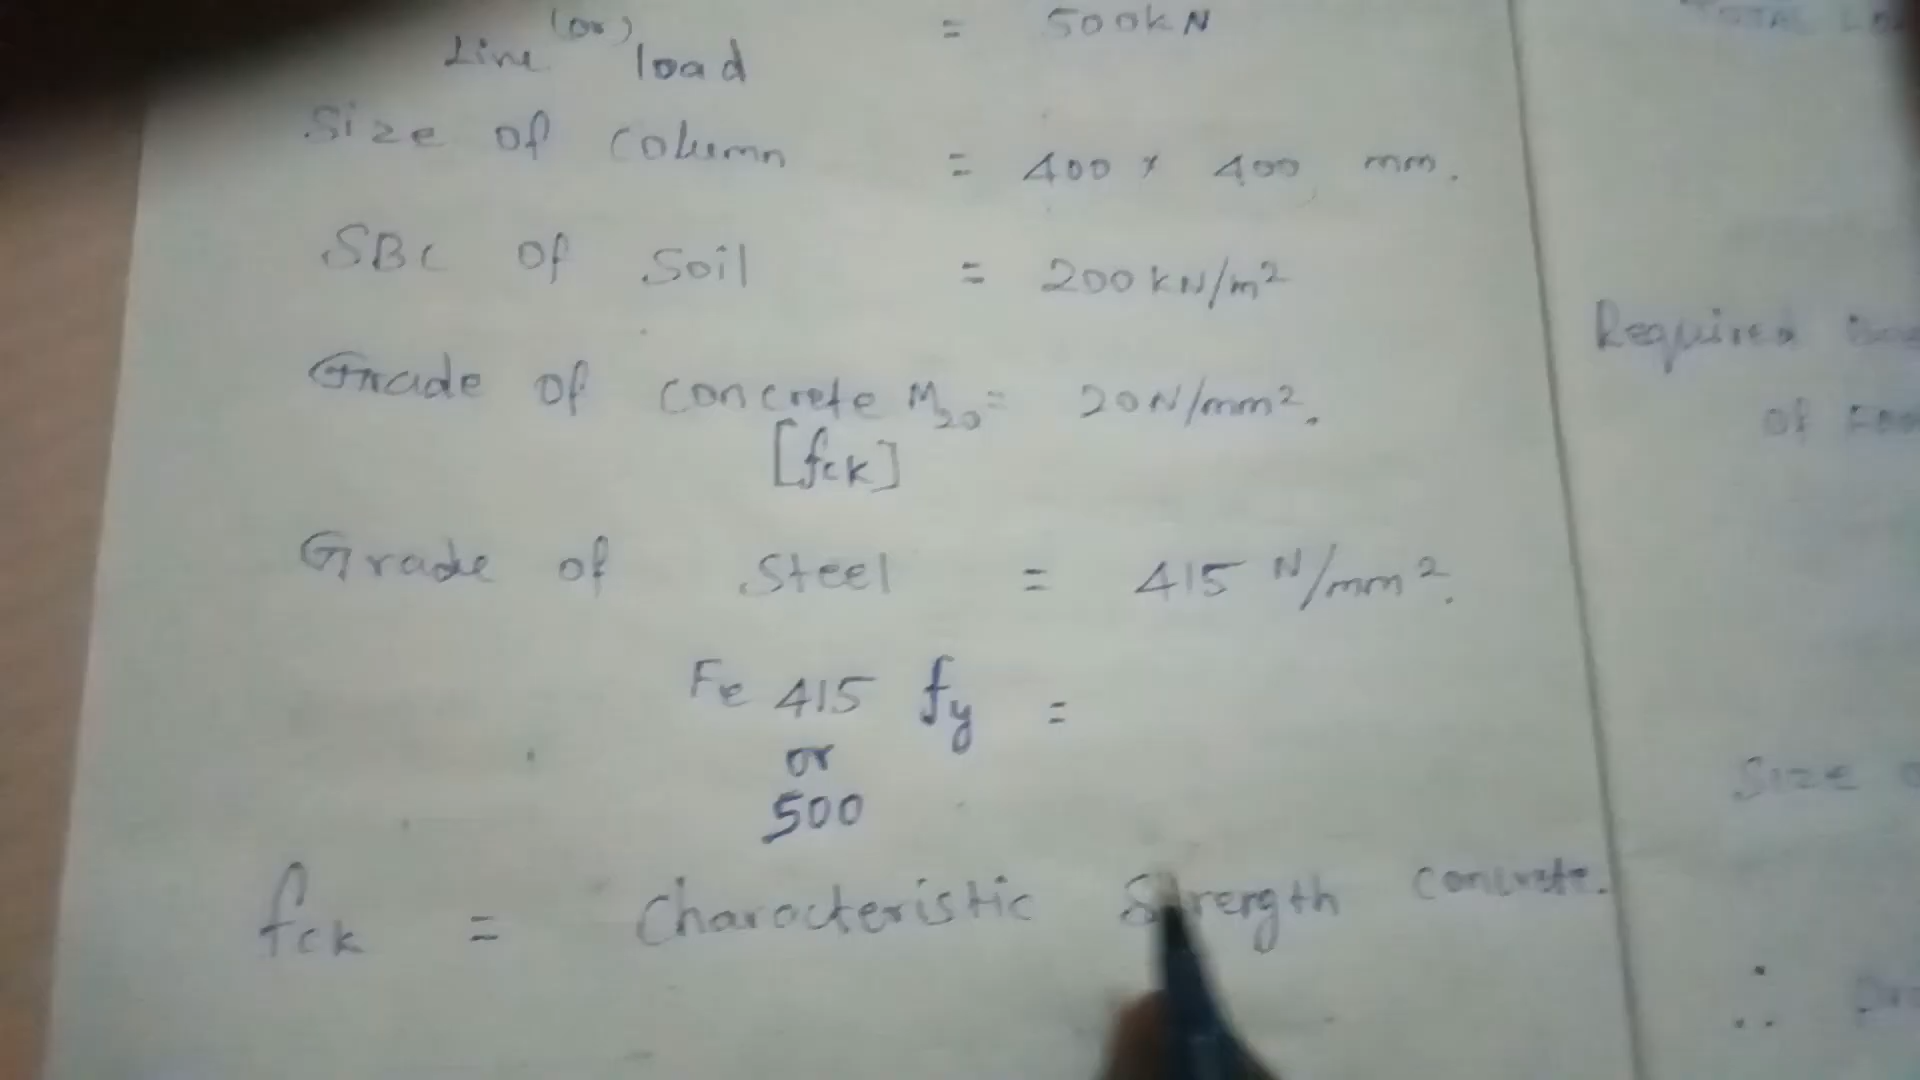 (or)
Line load = 500kN
Size of column = 400 x 400 mm.
SBC of Soil = 200 kN/m²
Grade of concrete M20 = 20N/mm².
[fck]
Grade of Steel = 415 N/mm².
Fe 415 fy =
or
500
fck = Characteristic Strength concrete.
Required
of
Size
∴